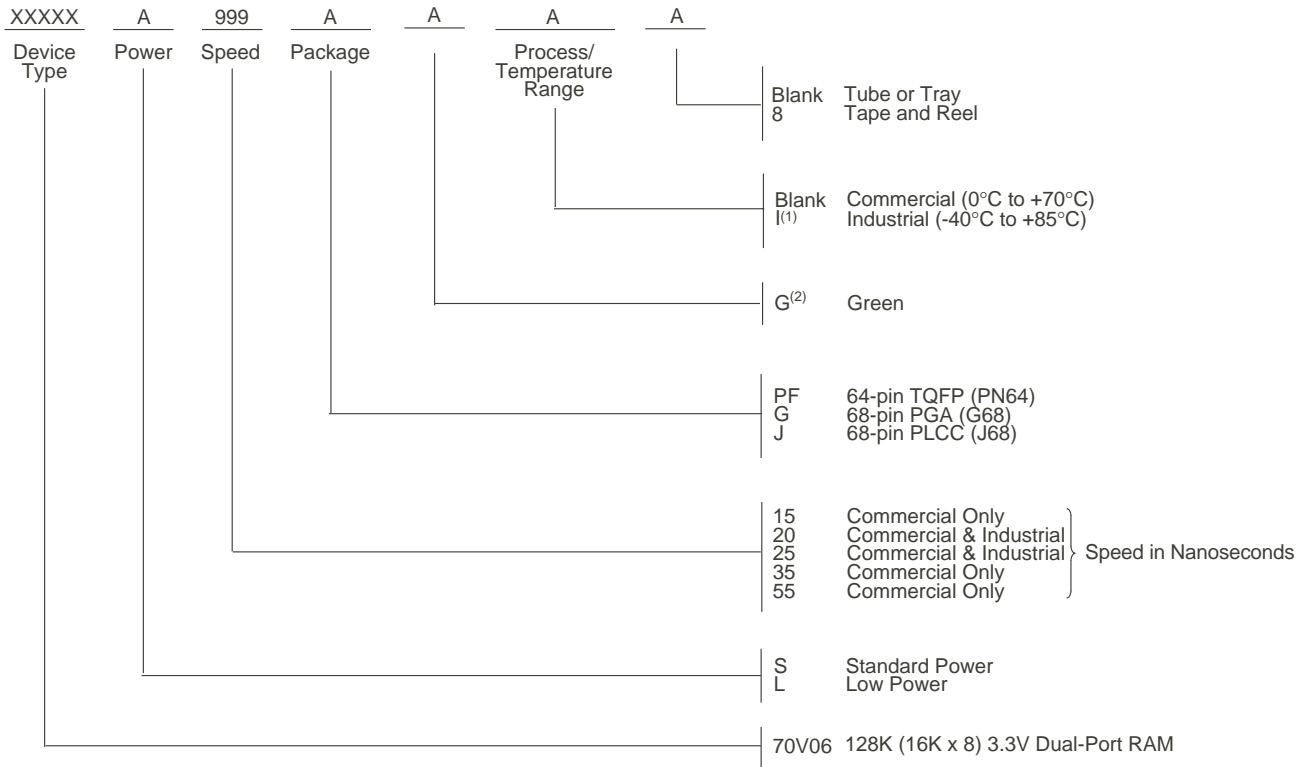 XXXXX A 999 A A A A
Device Type Power Speed Package Process/ Temperature Range
Blank Tube or Tray
8 Tape and Reel
Blank Commercial (0°C to +70°C)
I(1) Industrial (-40°C to +85°C)
G(2) Green
PF 64-pin TQFP (PN64)
G 68-pin PGA (G68)
J 68-pin PLCC (J68)
15 Commercial Only
20 Commercial & Industrial
25 Commercial & Industrial Speed in Nanoseconds
35 Commercial Only
55 Commercial Only
S Standard Power
L Low Power
70V06 128K (16K x 8) 3.3V Dual-Port RAM